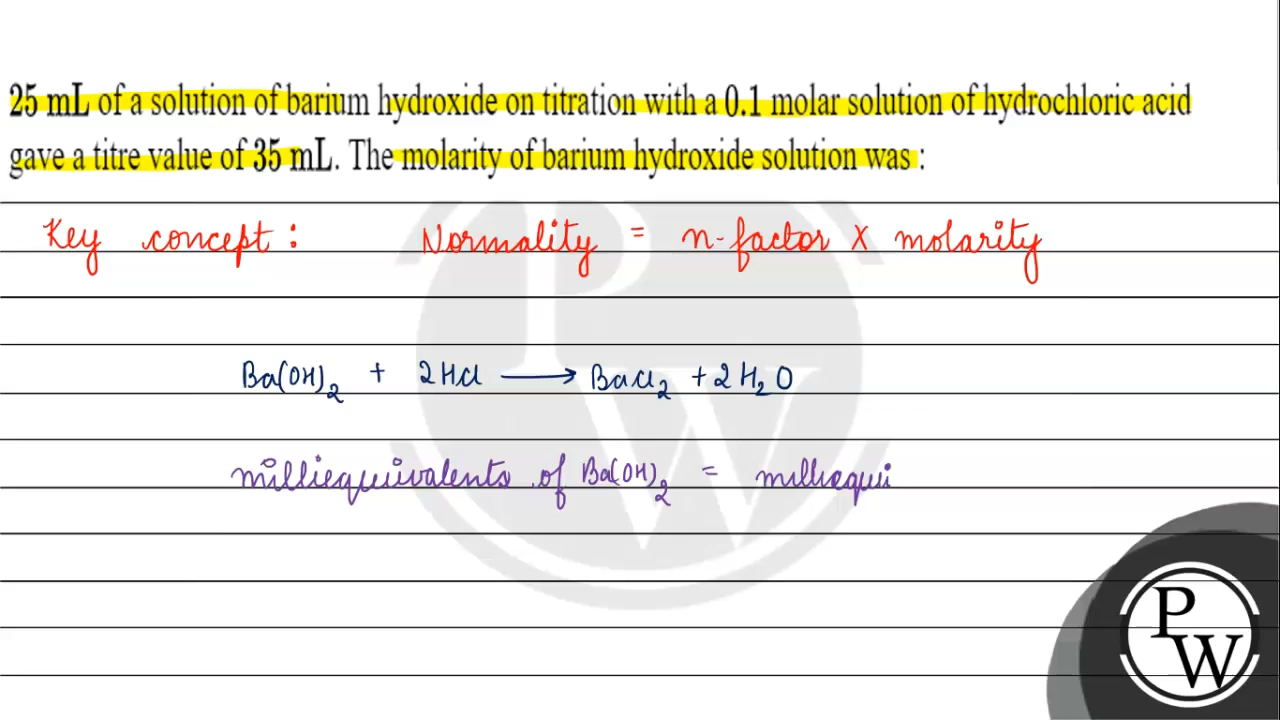 25 mL of a solution of barium hydroxide on titration with a 0.1 molar solution of hydrochloric acid
gave a titre value of 35 mL. The molarity of barium hydroxide solution was :
Key concept : Normality = n-factor × molarity
Ba(OH)₂ + 2HCl ⟶ BaCl₂ + 2H₂O
milliequivalents of Ba(OH)₂ = milliequi
PW
PW